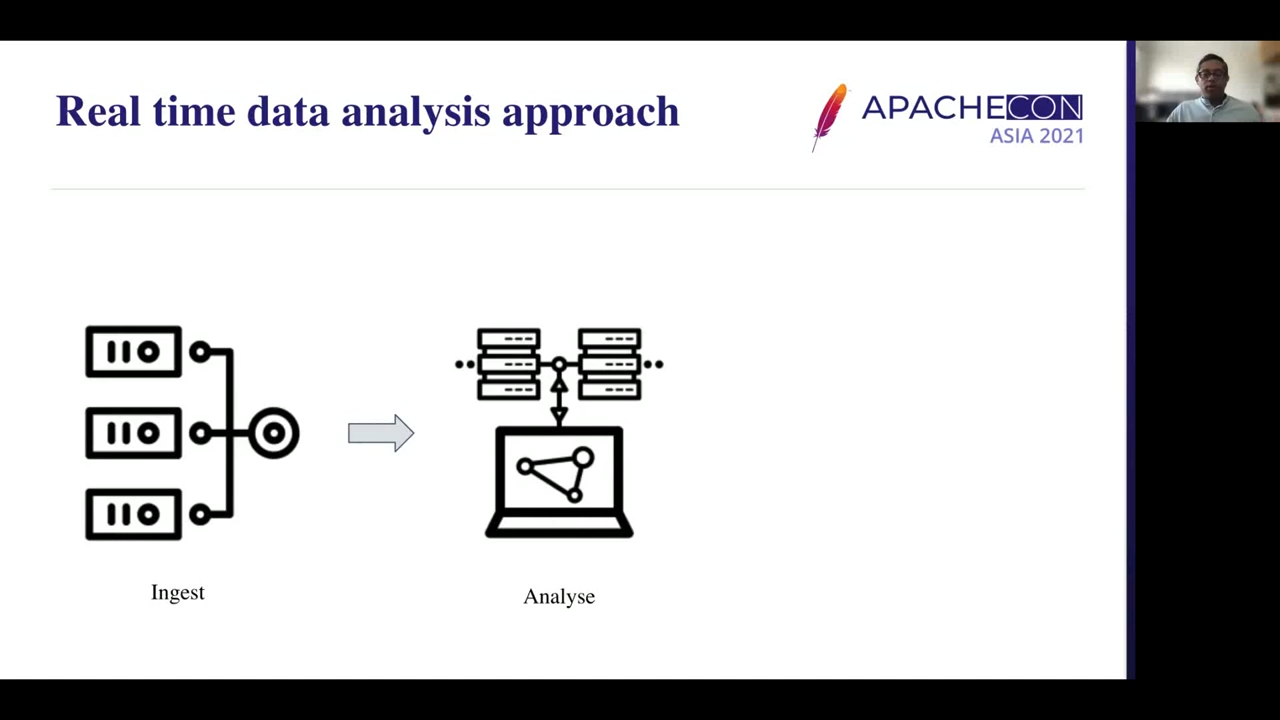 Real time data analysis approach
APACHECON
ASIA 2021
Ingest
Analyse